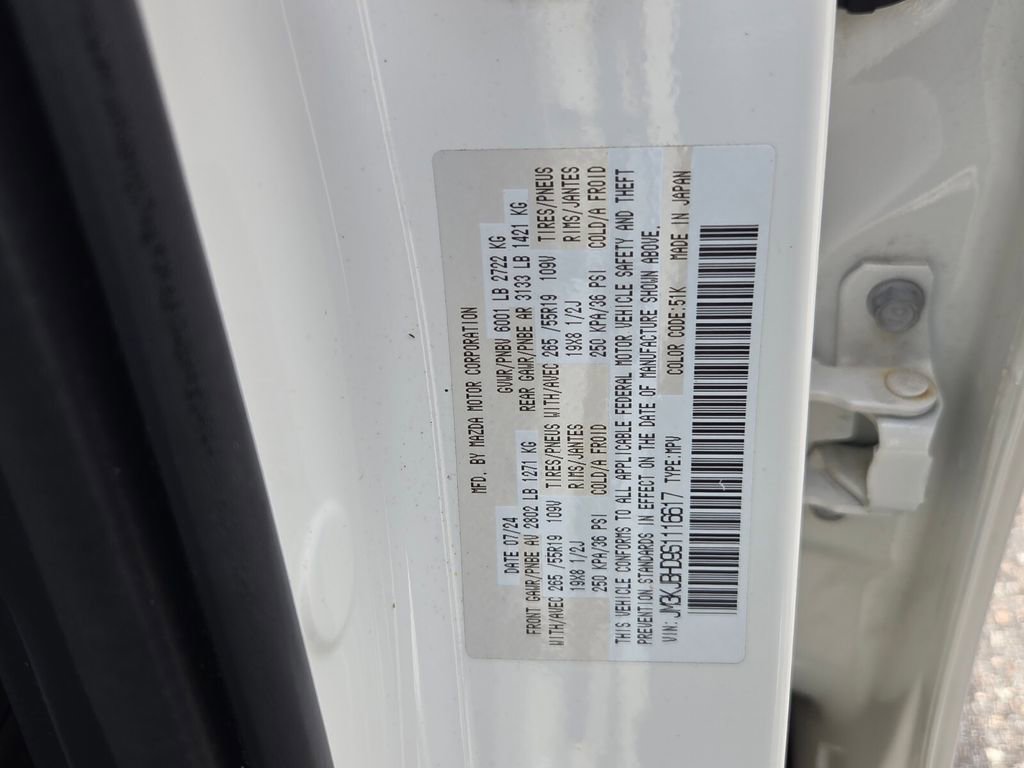 MFD. BY MAZDA MOTOR CORPORATION
DATE 07/24 GVWR/PNBV 6001 LB 2722 KG
FRONT GAWR/PNBE AV 2802 LB 1271 KG REAR GAWR/PNBE AR 3133 LB 1421 KG
WITH/AVEC 265 /55R19 109V TIRES/PNEUS WITH/AVEC 265 /55R19 109V TIRES/PNEUS
19X8 1/2J RIMS/JANTES 19X8 1/2J RIMS/JANTES
250 KPA/36 PSI COLD/A FROID 250 KPA/36 PSI COLD/A FROID
THIS VEHICLE CONFORMS TO ALL APPLICABLE FEDERAL MOTOR VEHICLE SAFETY AND THEFT
PREVENTION STANDARDS IN EFFECT ON THE DATE OF MANUFACTURE SHOWN ABOVE.
VIN: JM3KJBHD9S1116617 TYPE:MPV COLOR CODE:51K MADE IN JAPAN